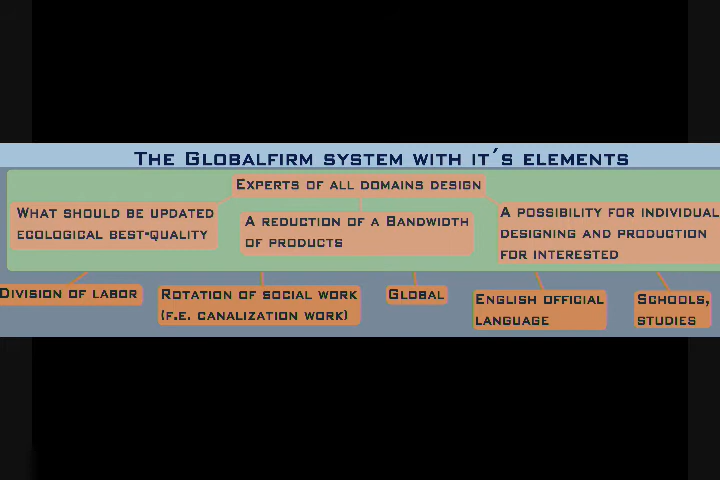 The Globalfirm system with it´s elements
Experts of all domains design
What should be updated
ecological best-quality
A reduction of a Bandwidth
of products
A possibility for individual
designing and production
for interested
Division of labor
Rotation of social work
(f.e. canalization work)
Global
English official
language
Schools,
studies